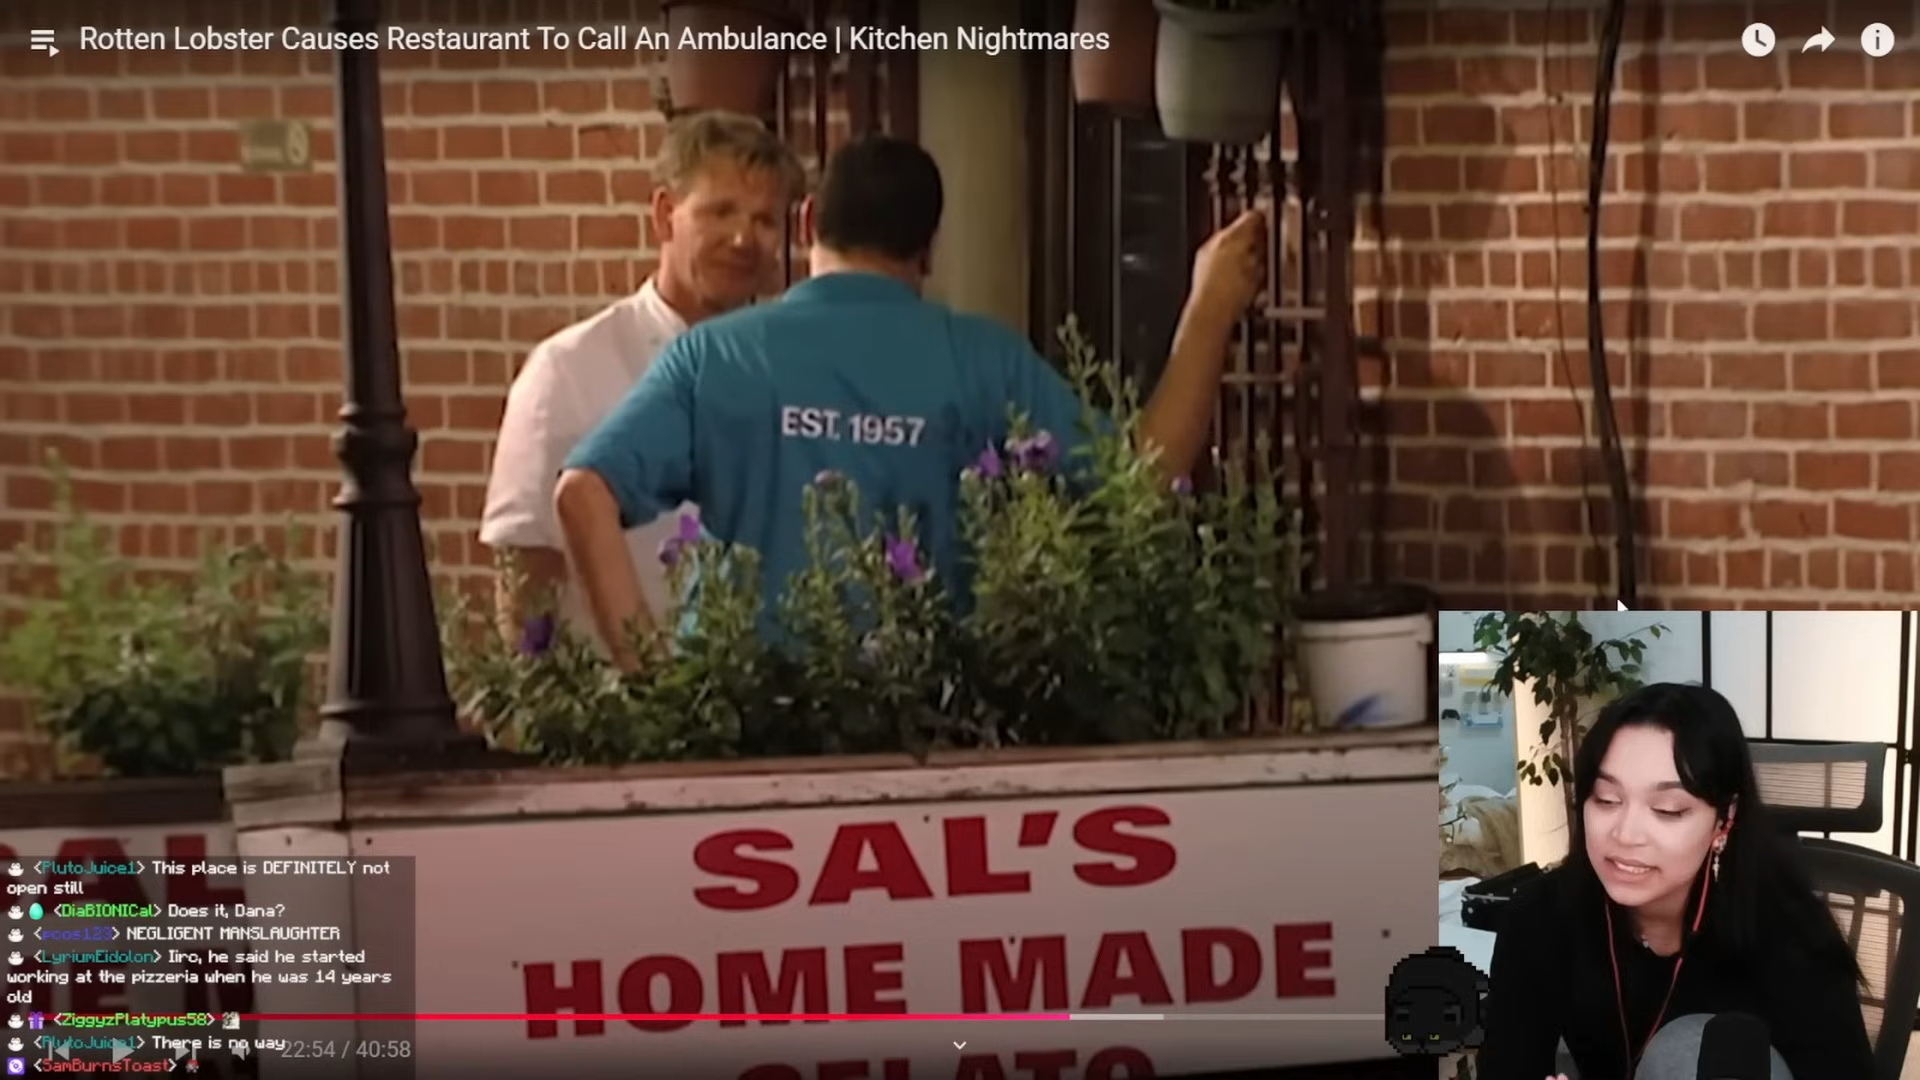 Rotten Lobster Causes Restaurant To Call An Ambulance | Kitchen Nightmares
EST. 1957
SAL'S
HOME MADE
GELATO
<PlutoJuice1> This place is DEFINITELY not
open still
<DiaBIONICal> Does it, Dana?
NEGLIGENT MANSLAUGHTER
<LyriumEidolon> Iiro, he said he started
working at the pizzeria when he was 14 years
old
<ZiggyzPlatypus58>
<PlutoJuice1> There is no way
<SamBurnsToast>
22:54 / 40:58